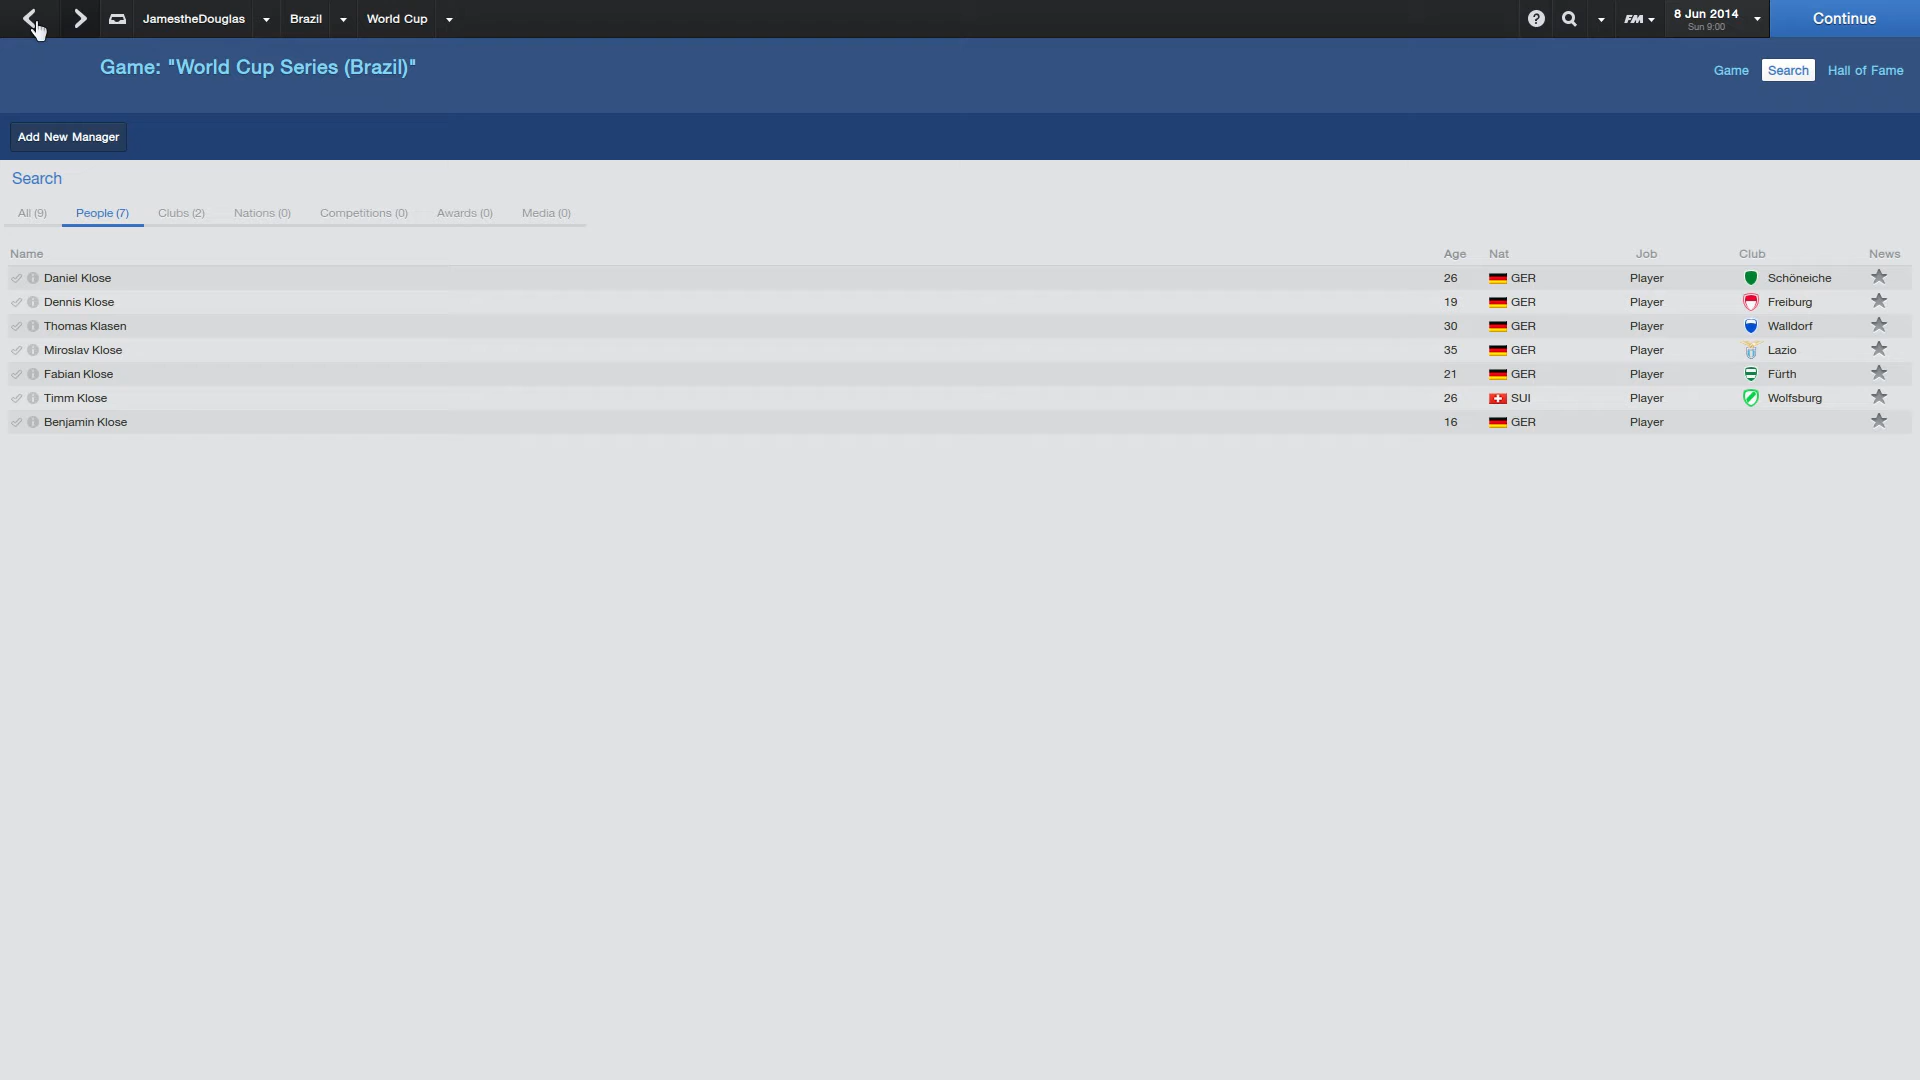 JamestheDouglas Brazil World Cup ? FM 8 Jun 2014 Continue
Sun 9:00
Game: "World Cup Series (Brazil)" Game Search Hall of Fame
Add New Manager
Search
All (9) People (7) Clubs (2) Nations (0) Competitions (0) Awards (0) Media (0)
Name Age Nat Job Club News
Daniel Klose 26 GER Player Schöneiche
Dennis Klose 19 GER Player Freiburg
Thomas Klasen 30 GER Player Walldorf
Miroslav Klose 35 GER Player Lazio
Fabian Klose 21 GER Player Fürth
Timm Klose 26 SUI Player Wolfsburg
Benjamin Klose 16 GER Player